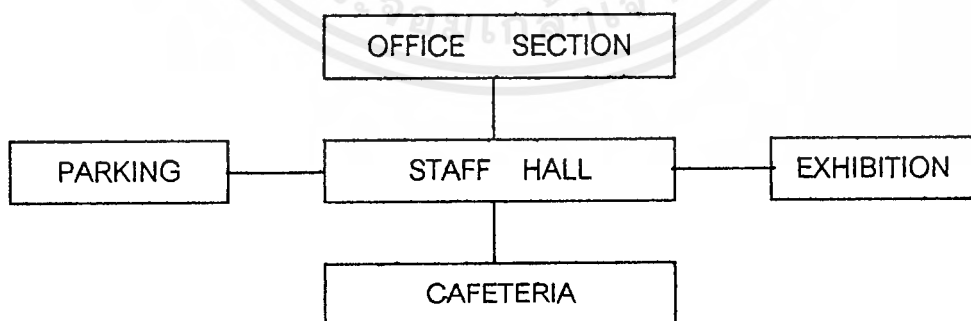 OFFICE SECTION
PARKING
STAFF HALL
EXHIBITION
CAFETERIA